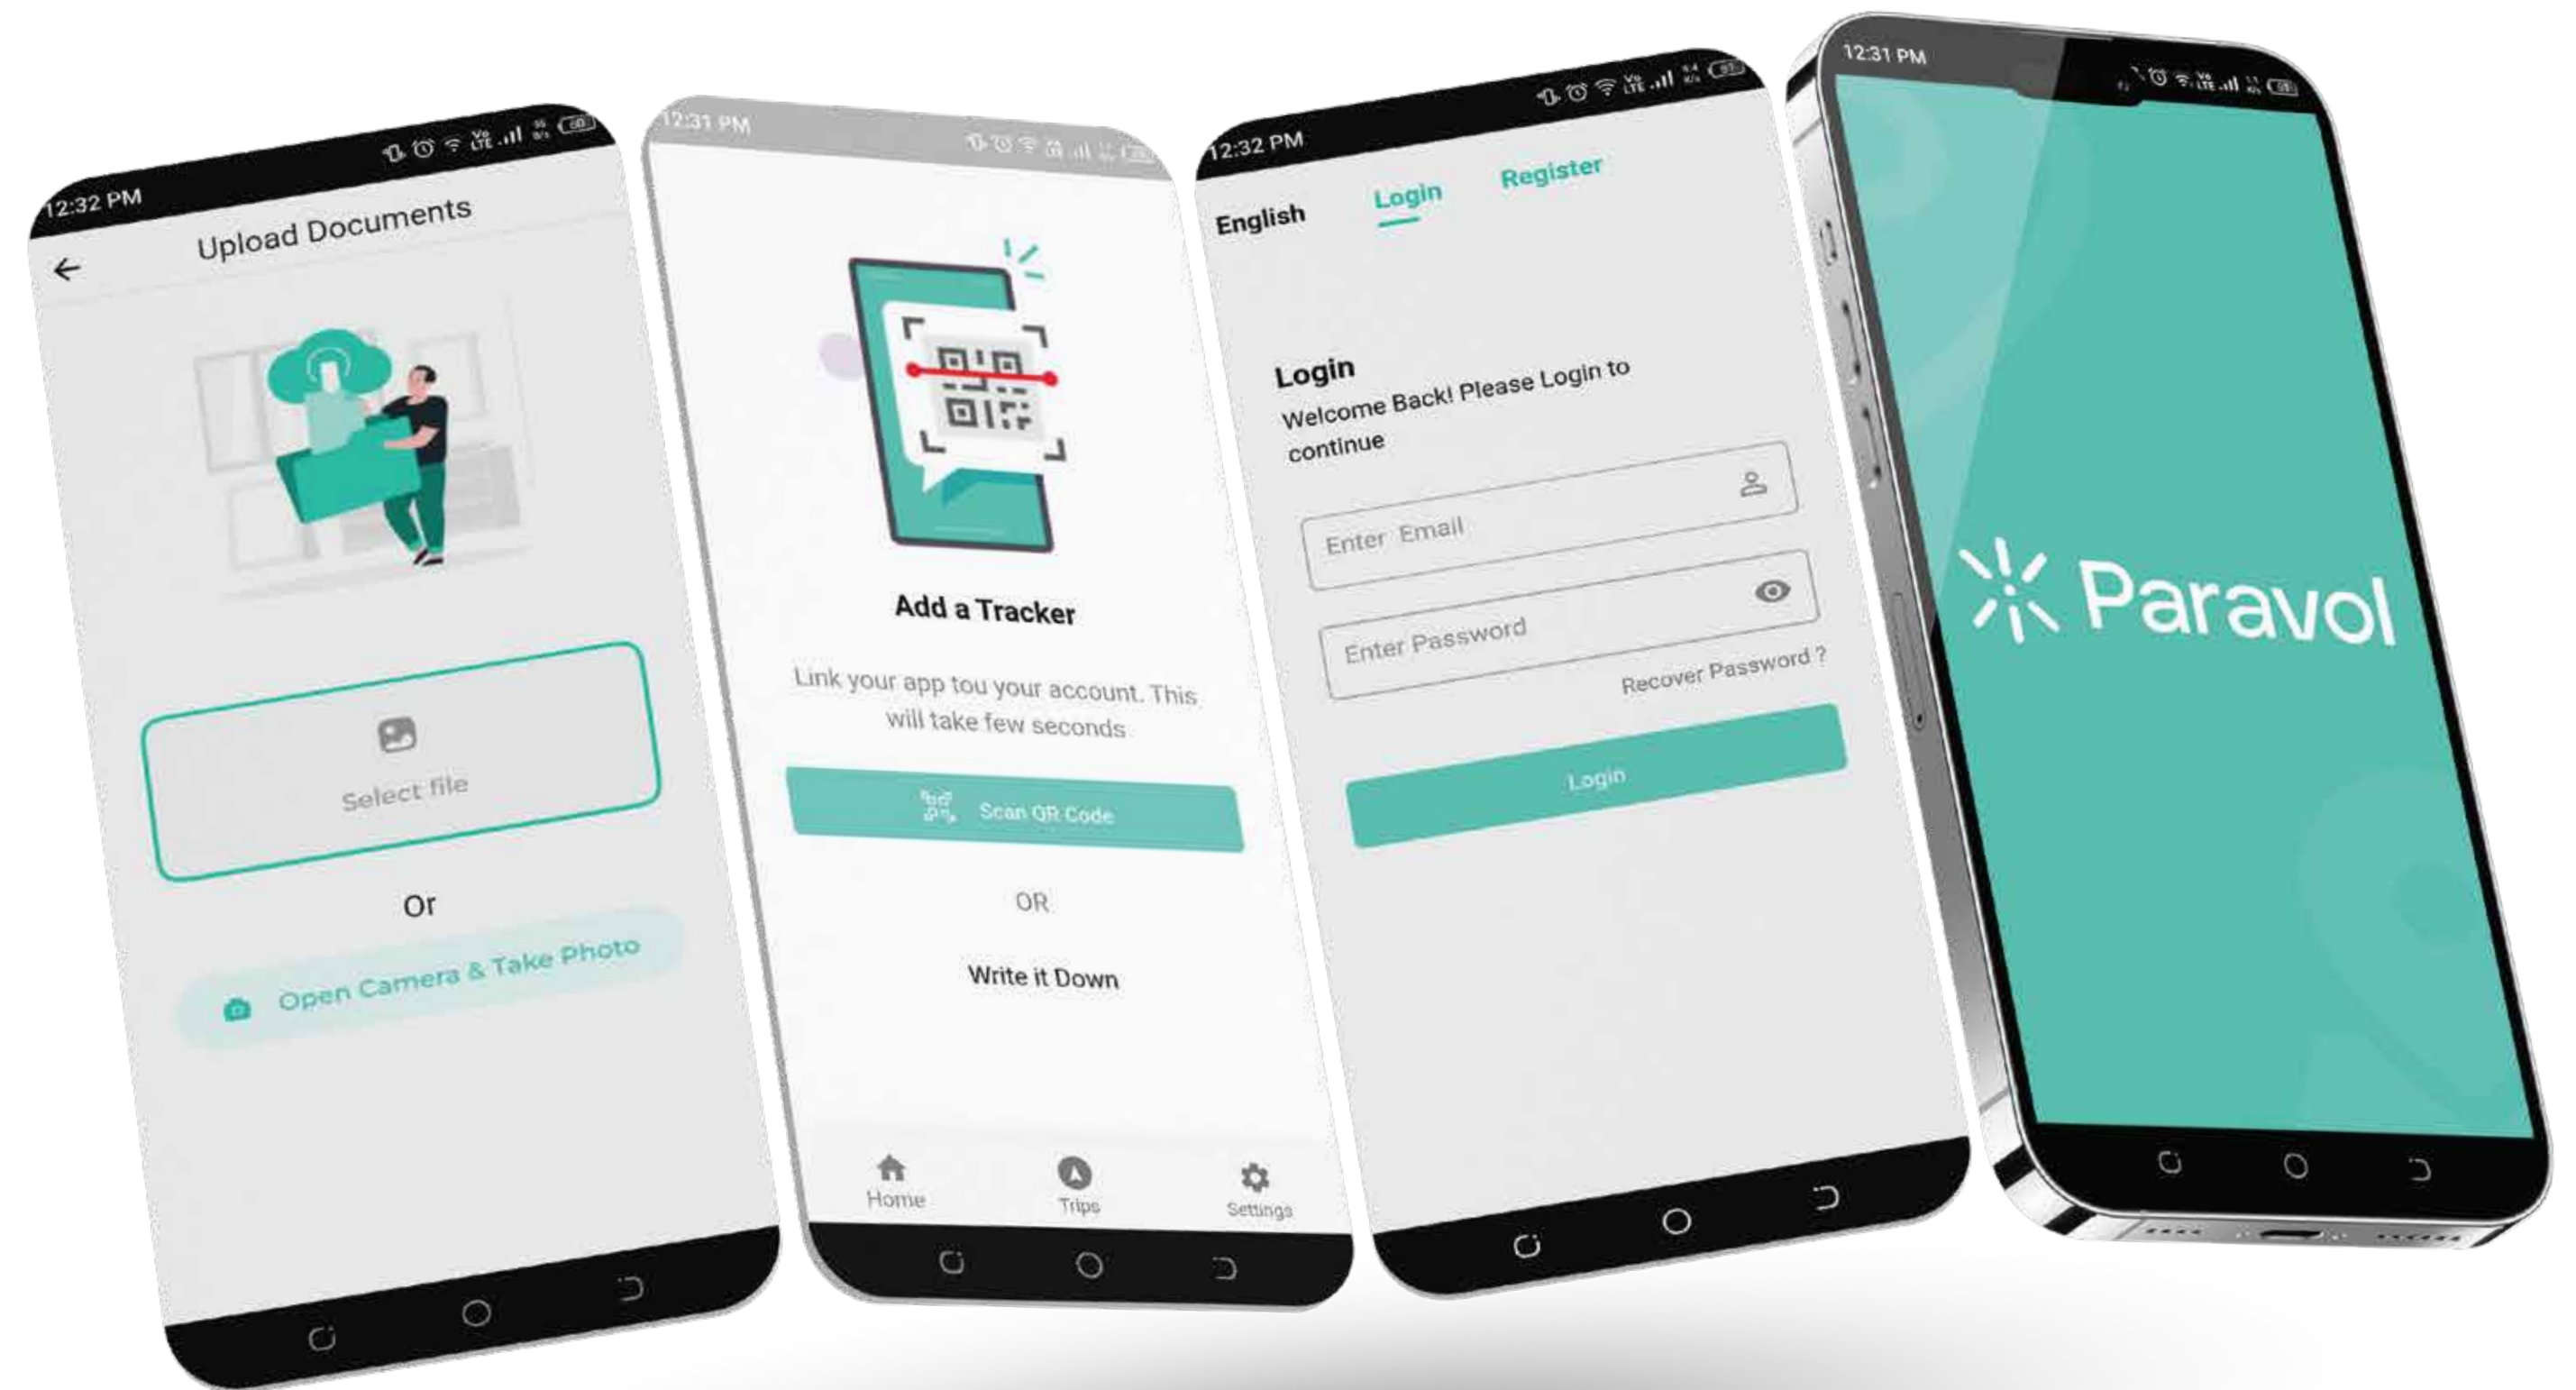 12:32 PM
Upload Documents
Select file
Or
Open Camera & Take Photo
12:31 PM
Add a Tracker
Link your app tou your account. This
will take few seconds
Scan QR Code
OR
Write it Down
Home
Trips
Settings
12:32 PM
English
Login
Register
Login
Welcome Back! Please Login to
continue
Enter Email
Enter Password
Recover Password ?
Login
12:31 PM
Paravol